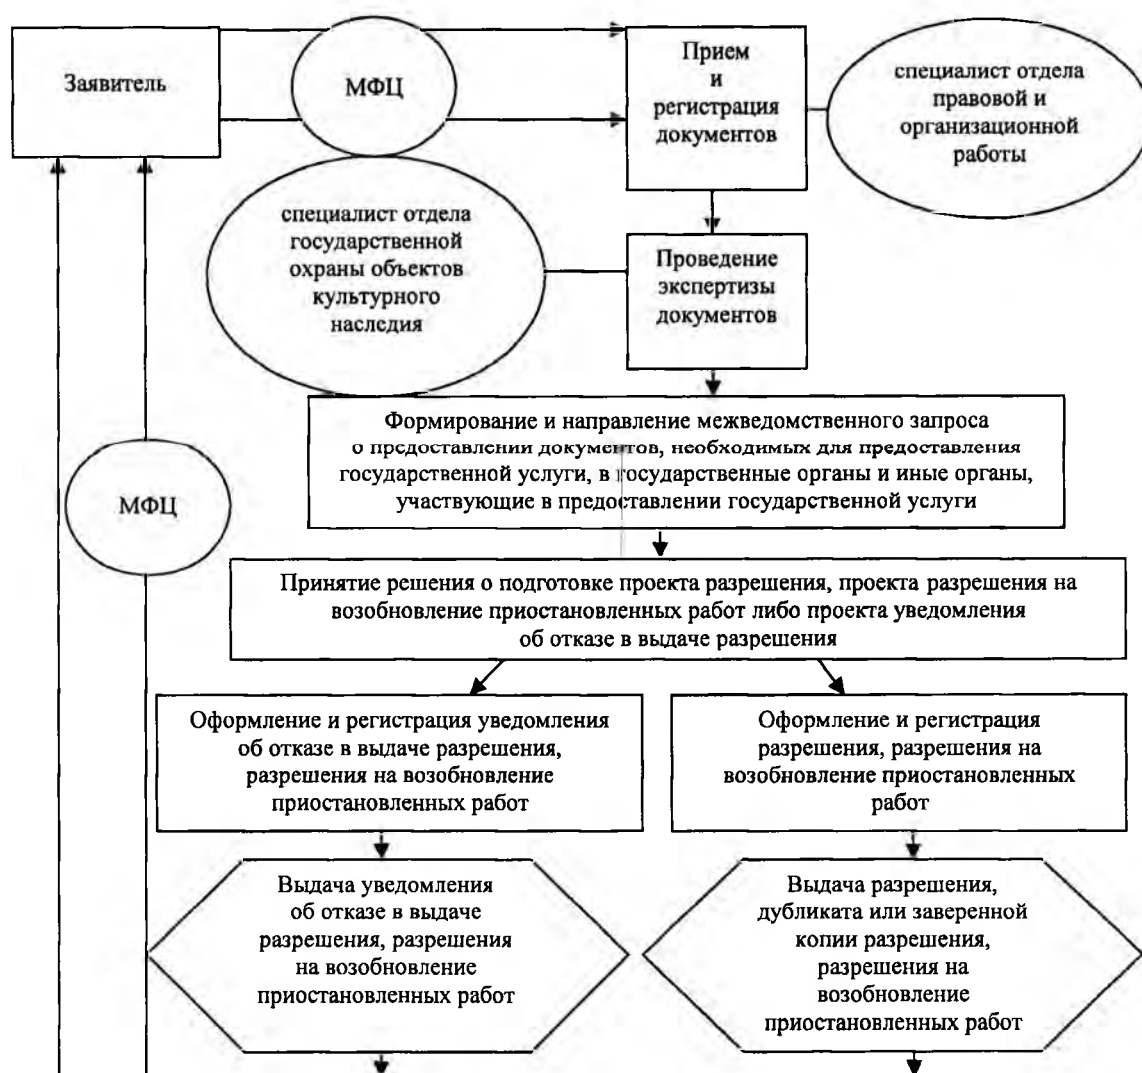 Заявитель
МФЦ
Прием
и
регистрация
документов
специалист отдела
правовой и
организационной
работы
специалист отдела
государственной
охраны объектов
культурного
наследия
Проведение
экспертизы
документов
Формирование и направление межведомственного запроса
о предоставлении документов, необходимых для предоставления
государственной услуги, в государственные органы и иные органы,
участвующие в предоставлении государственной услуги
МФЦ
Принятие решения о подготовке проекта разрешения, проекта разрешения на
возобновление приостановленных работ либо проекта уведомления
об отказе в выдаче разрешения
Оформление и регистрация уведомления
об отказе в выдаче разрешения,
разрешения на возобновление
приостановленных работ
Оформление и регистрация
разрешения, разрешения на
возобновление приостановленных
работ
Выдача уведомления
об отказе в выдаче
разрешения, разрешения
на возобновление
приостановленных работ
Выдача разрешения,
дубликата или заверенной
копии разрешения,
разрешения на
возобновление
приостановленных работ